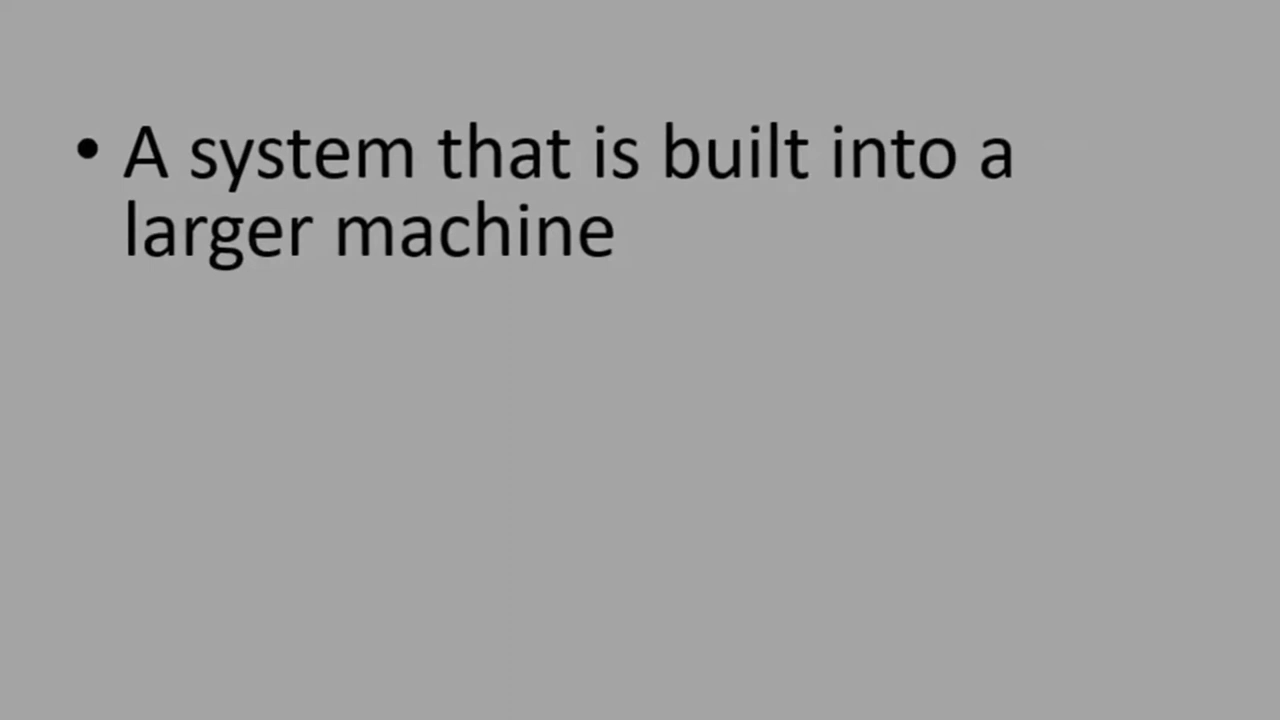 • A system that is built into a
larger machine